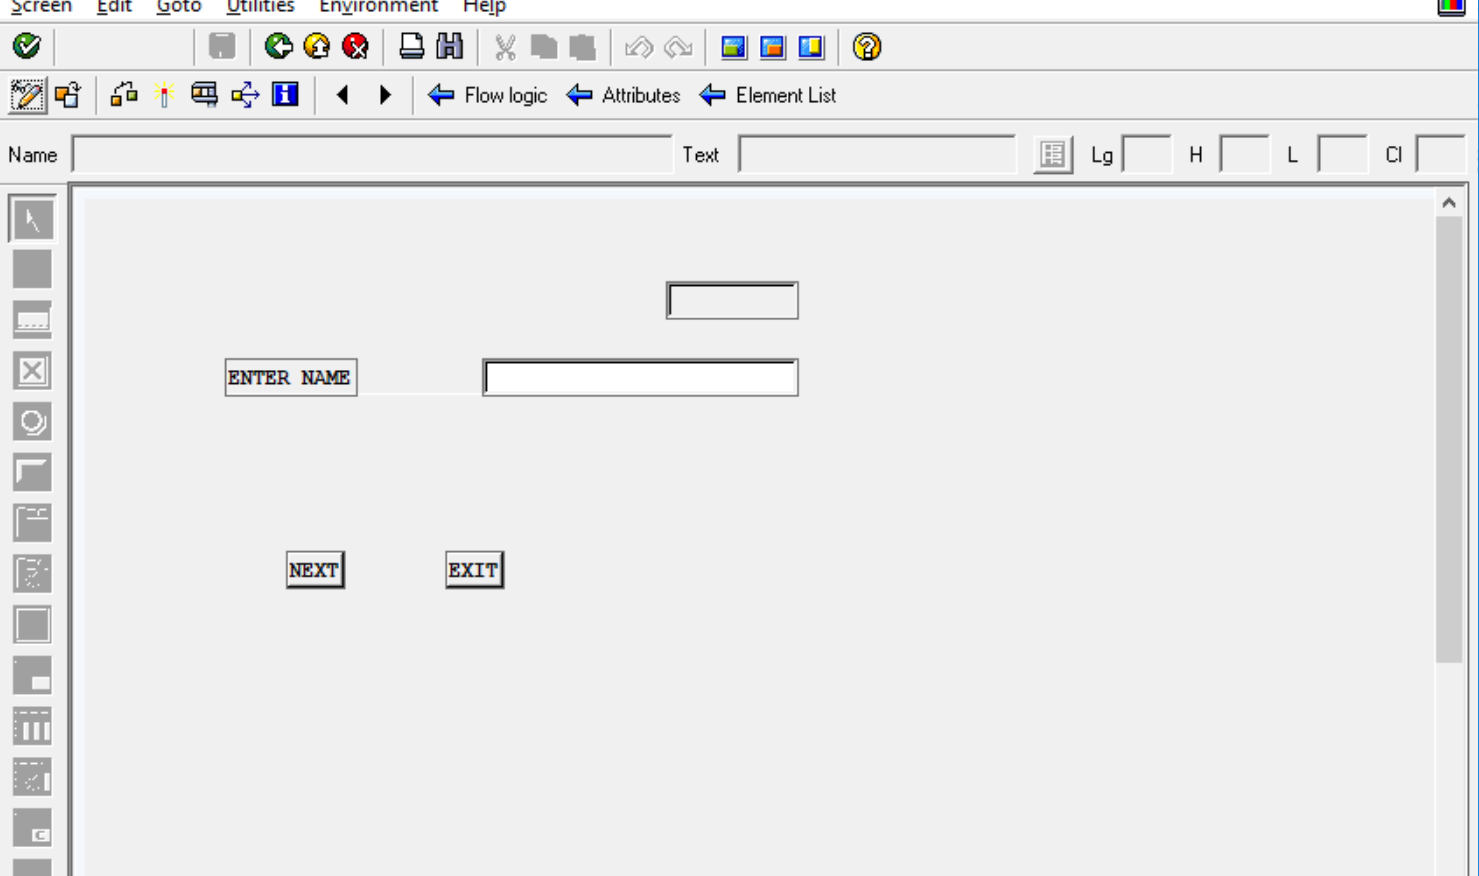 Screen Edit Goto Utilities Environment Help
Flow logic Attributes Element List
Name Text Lg H L Cl
ENTER NAME
NEXT EXIT